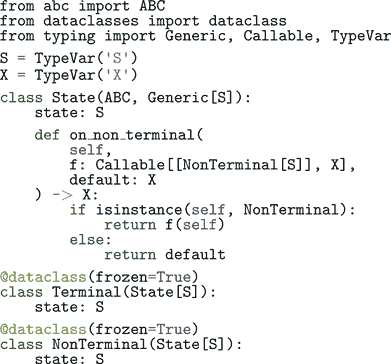 from abc import ABC
from dataclasses import dataclass
from typing import Generic, Callable, TypeVar
S = TypeVar('S')
X = TypeVar('X')
class State(ABC, Generic[S]):
    state: S
    def on_non_terminal(
        self,
        f: Callable[[NonTerminal[S]], X],
        default: X
    ) -> X:
        if isinstance(self, NonTerminal):
            return f(self)
        else:
            return default
@dataclass(frozen=True)
class Terminal(State[S]):
    state: S
@dataclass(frozen=True)
class NonTerminal(State[S]):
    state: S